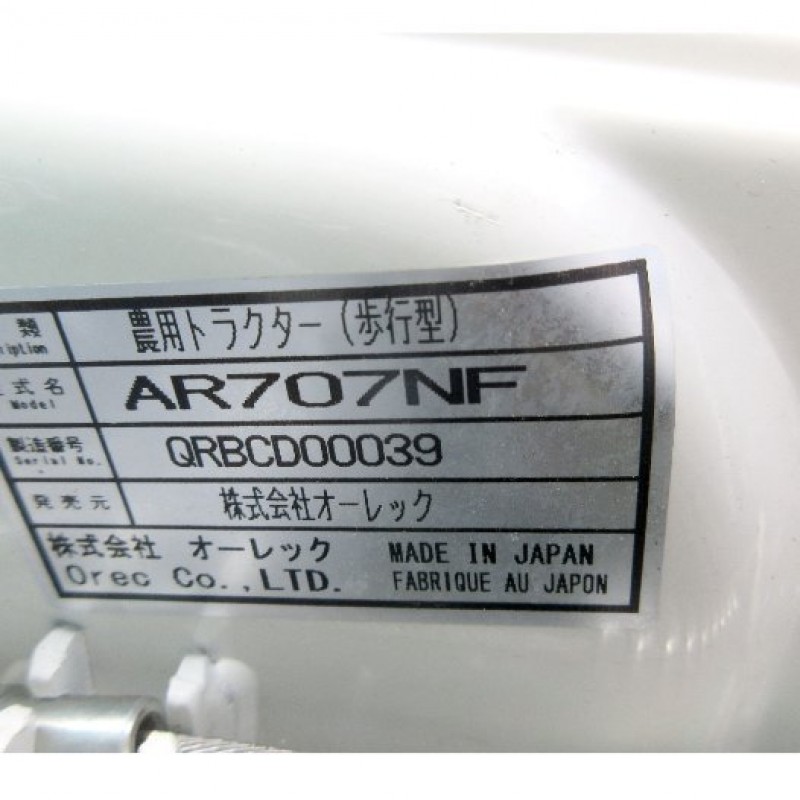 類 農用トラクター(歩行型)
ription
式名 AR707NF
Model
製造番号 QRBCD00039
Serial No.
発売元 株式会社オーレック
株式会社 オーレック MADE IN JAPAN
Orec Co.,LTD. FABRIQUE AU JAPON